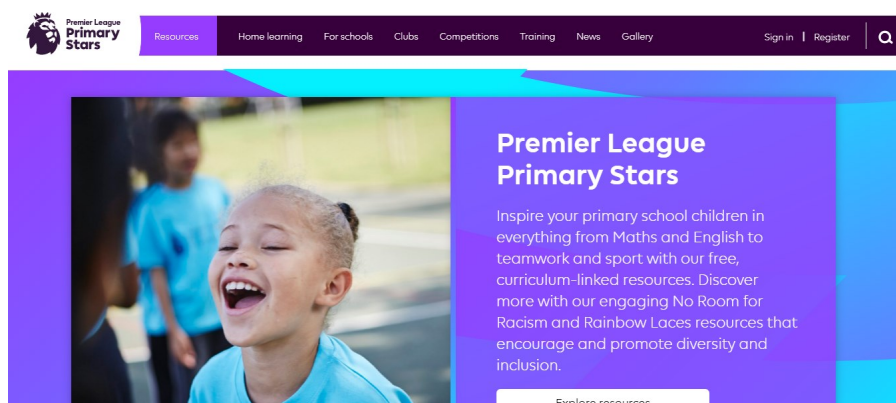 Premier League
Primary
Stars
Resources
Home learning
For schools
Clubs
Competitions
Training
News
Gallery
Sign in | Register
Premier League
Primary Stars
Inspire your primary school children in
everything from Maths and English to
teamwork and sport with our free,
curriculum-linked resources. Discover
more with our engaging No Room for
Racism and Rainbow Laces resources that
encourage and promote diversity and
inclusion.
Explore resources